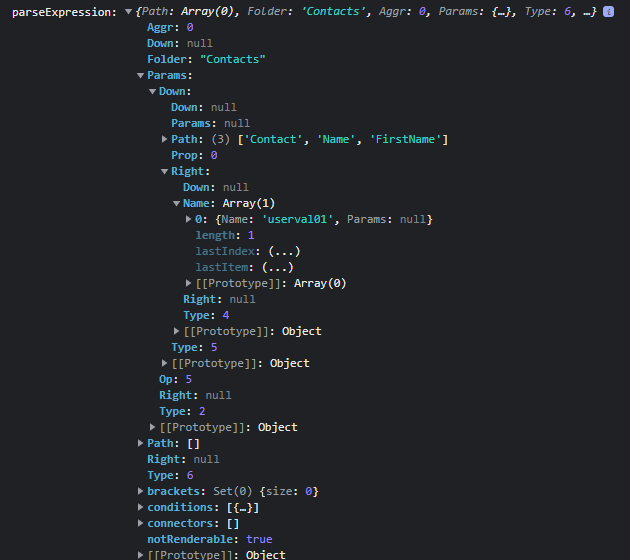 parseExpression: ▼{Path: Array(0), Folder: 'Contacts', Aggr: 0, Params: {…}, Type: 6, …} i
Aggr: 0
Down: null
Folder: "Contacts"
▼Params:
▼Down:
Down: null
Params: null
▶Path: (3) ['Contact', 'Name', 'FirstName']
Prop: 0
▼Right:
Down: null
▼Name: Array(1)
▶0: {Name: 'userval01', Params: null}
length: 1
lastIndex: (...)
lastItem: (...)
▶[[Prototype]]: Array(0)
Right: null
Type: 4
▶[[Prototype]]: Object
Type: 5
▶[[Prototype]]: Object
Op: 5
Right: null
Type: 2
▶[[Prototype]]: Object
▶Path: []
Right: null
Type: 6
▶brackets: Set(0) {size: 0}
▶conditions: [{…}]
▶connectors: []
notRenderable: true
▶[[Prototype]]: Object